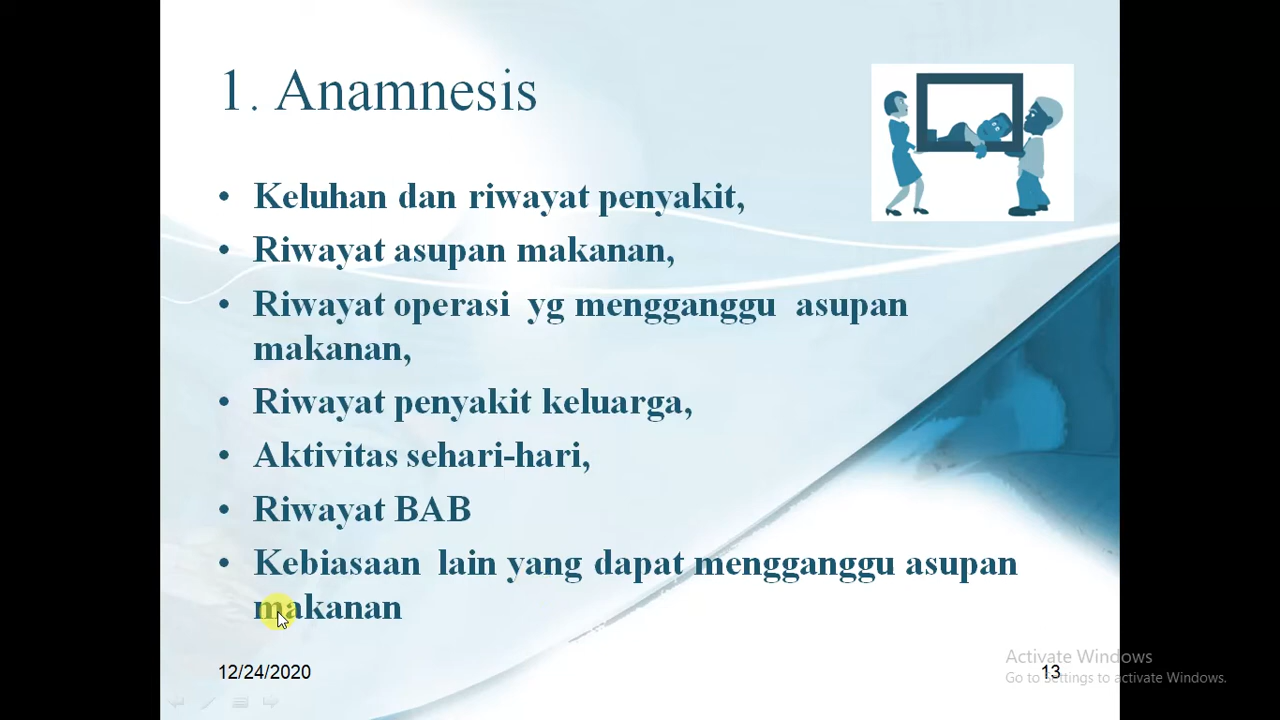 1. Anamnesis
• Keluhan dan riwayat penyakit,
• Riwayat asupan makanan,
• Riwayat operasi yg mengganggu asupan
makanan,
• Riwayat penyakit keluarga,
• Aktivitas sehari-hari,
• Riwayat BAB
• Kebiasaan lain yang dapat mengganggu asupan
makanan
12/24/2020
13
Activate Windows
Go to Settings to activate Windows.